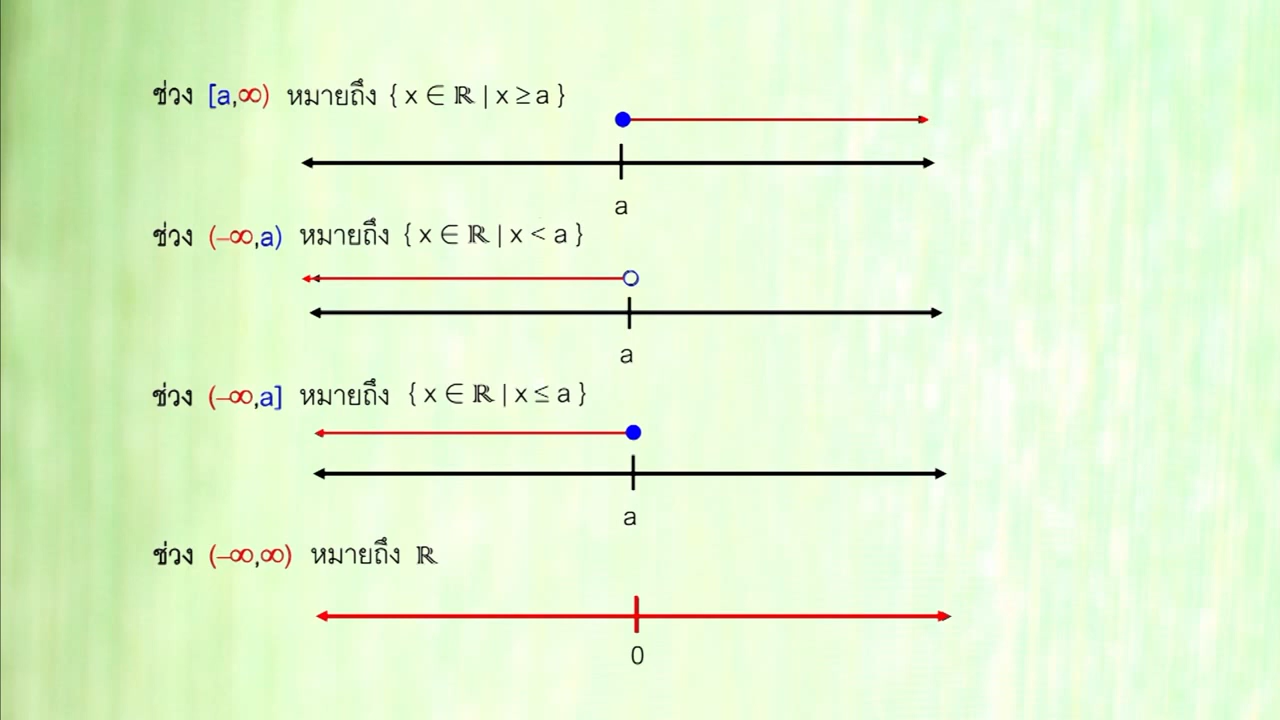 ช่วง [a,∞) หมายถึง { x ∈ ℝ | x ≥ a }
a
ช่วง (–∞,a) หมายถึง { x ∈ ℝ | x < a }
a
ช่วง (–∞,a] หมายถึง { x ∈ ℝ | x ≤ a }
a
ช่วง (–∞,∞) หมายถึง ℝ
0